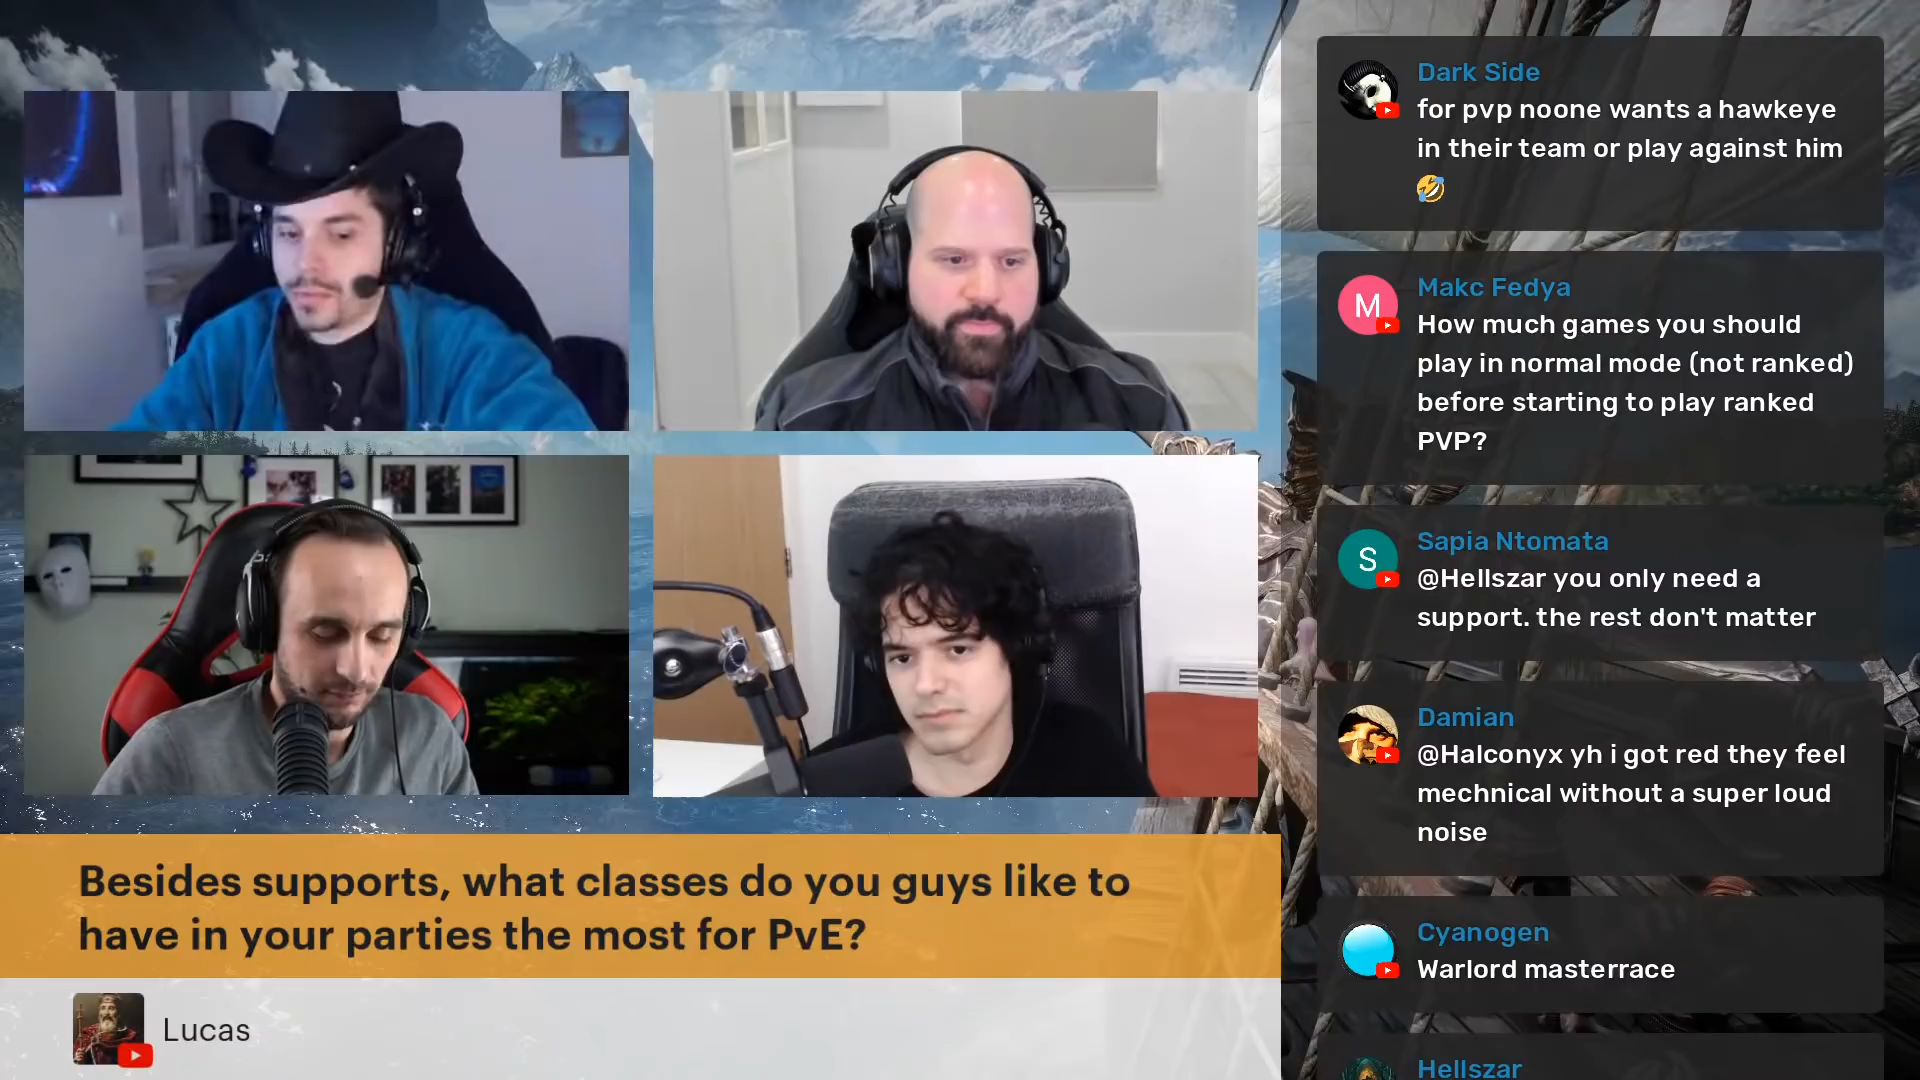 Dark Side
for pvp noone wants a hawkeye
in their team or play against him
🤣
M
Makc Fedya
How much games you should
play in normal mode (not ranked)
before starting to play ranked
PVP?
S
Sapia Ntomata
@Hellszar you only need a
support. the rest don't matter
Damian
@Halconyx yh i got red they feel
mechnical without a super loud
noise
Cyanogen
Warlord masterrace
Hellszar
Besides supports, what classes do you guys like to
have in your parties the most for PvE?
Lucas